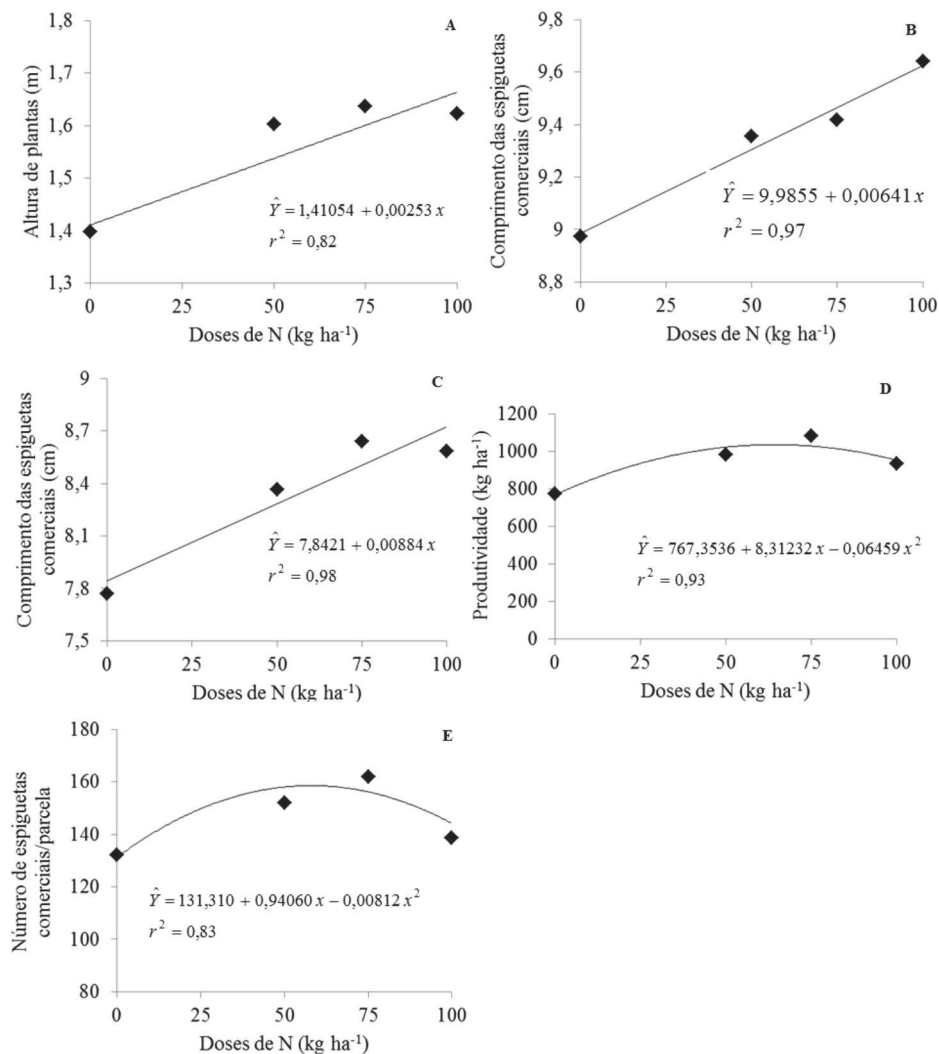 A
Altura de plantas (m)
1,8
1,7
1,6
1,5
1,4
1,3
Ŷ = 1,41054 + 0,00253 x
r² = 0,82
0 25 50 75 100
Doses de N (kg ha⁻¹)
B
Comprimento das espiguetas
comerciais (cm)
9,8
9,6
9,4
9,2
9
8,8
Ŷ = 9,9855 + 0,00641 x
r² = 0,97
0 25 50 75 100
Doses de N (kg ha⁻¹)
C
Comprimento das espiguetas
comerciais (cm)
9
8,7
8,4
8,1
7,8
7,5
Ŷ = 7,8421 + 0,00884 x
r² = 0,98
0 25 50 75 100
Doses de N (kg ha⁻¹)
D
Produtividade (kg ha⁻¹)
1200
1000
800
600
400
200
0
Ŷ = 767,3536 + 8,31232 x − 0,06459 x²
r² = 0,93
0 25 50 75 100
Doses de N (kg ha⁻¹)
E
Número de espiguetas
comerciais/parcela
180
160
140
120
100
80
Ŷ = 131,310 + 0,94060 x − 0,00812 x²
r² = 0,83
0 25 50 75 100
Doses de N (kg ha⁻¹)